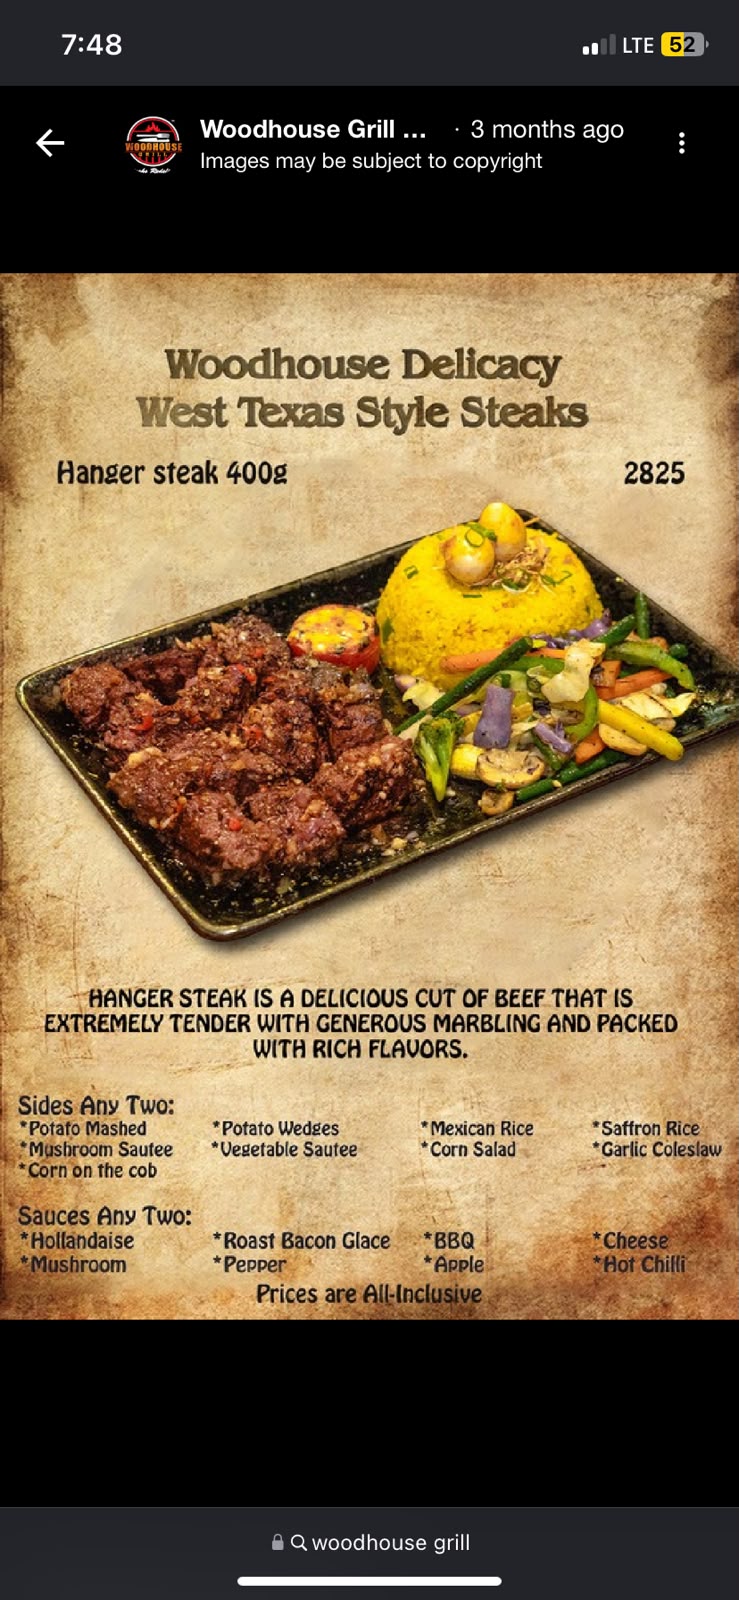 7:48
LTE 52
Woodhouse Grill ... · 3 months ago
Images may be subject to copyright
WOODHOUSE
GRILL
Woodhouse Delicacy
West Texas Style Steaks
Hanger steak 400g 2825
HANGER STEAK IS A DELICIOUS CUT OF BEEF THAT IS
EXTREMELY TENDER WITH GENEROUS MARBLING AND PACKED
WITH RICH FLAVORS.
Sides Any Two:
*Potato Mashed *Potato Wedges *Mexican Rice *Saffron Rice
*Mushroom Sautee *Vegetable Sautee *Corn Salad *Garlic Coleslaw
*Corn on the cob
Sauces Any Two:
*Hollandaise *Roast Bacon Glace *BBQ *Cheese
*Mushroom *Pepper *Apple *Hot Chilli
Prices are All-Inclusive
woodhouse grill